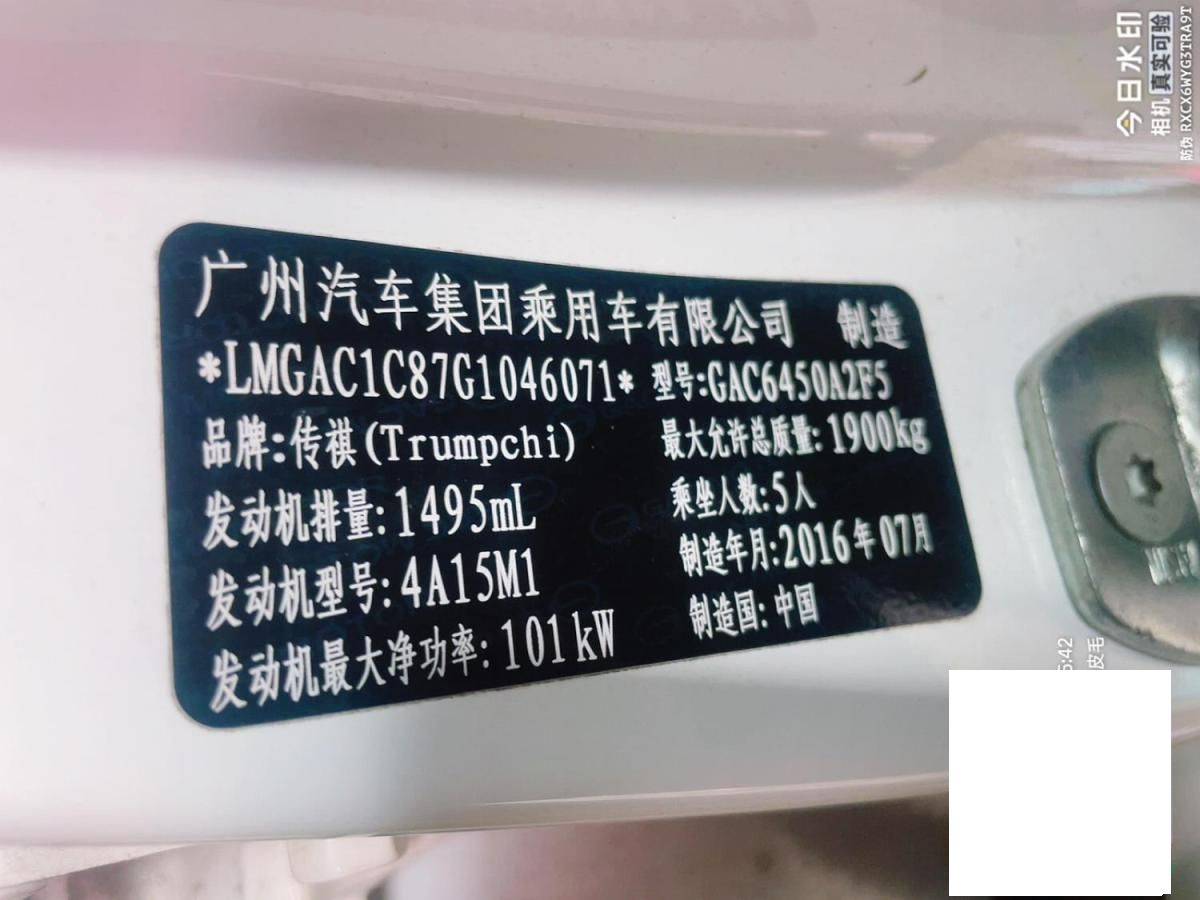 广州汽车集团乘用车有限公司 制造
*LMGAC1C87G1046071* 型号:GAC6450A2F5
品牌:传祺(Trumpchi) 最大允许总质量:1900kg
发动机排量:1495mL 乘坐人数:5人
发动机型号:4A15M1 制造年月:2016年07月
发动机最大净功率:101kW 制造国:中国
今日水印
相机 真实可验
防伪 RXCX6WYG3TRA9T
皮毛